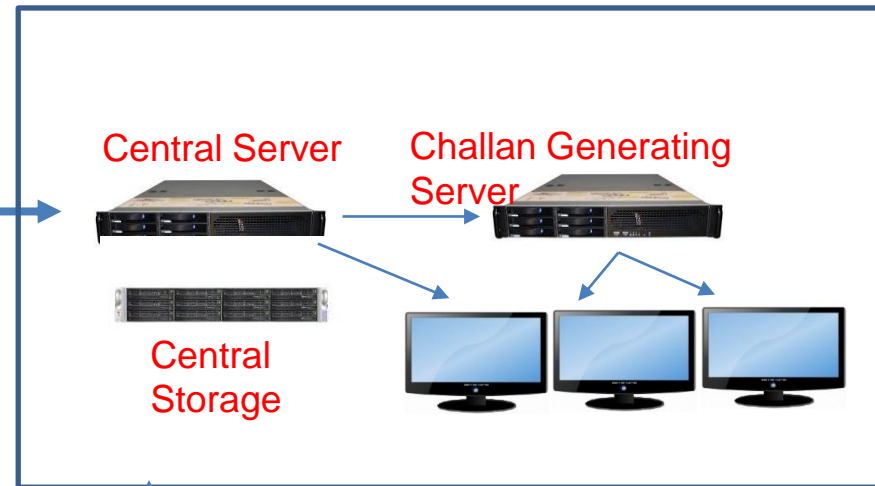 Central Server
Challan Generating
Server
Central
Storage